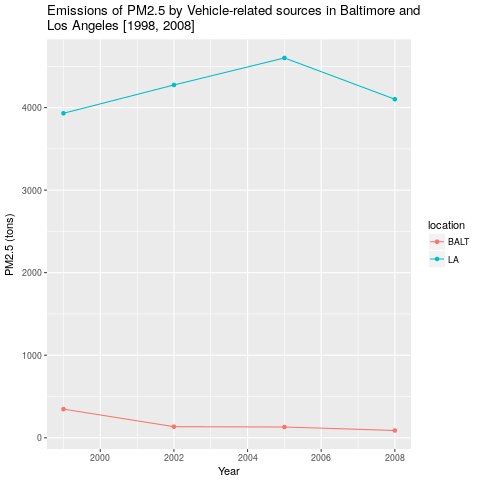 Emissions of PM2.5 by Vehicle-related sources in Baltimore and
Los Angeles [1998, 2008]
PM2.5 (tons)
4000
3000
2000
1000
0
2000
2002
2004
2006
2008
Year
location
BALT
LA